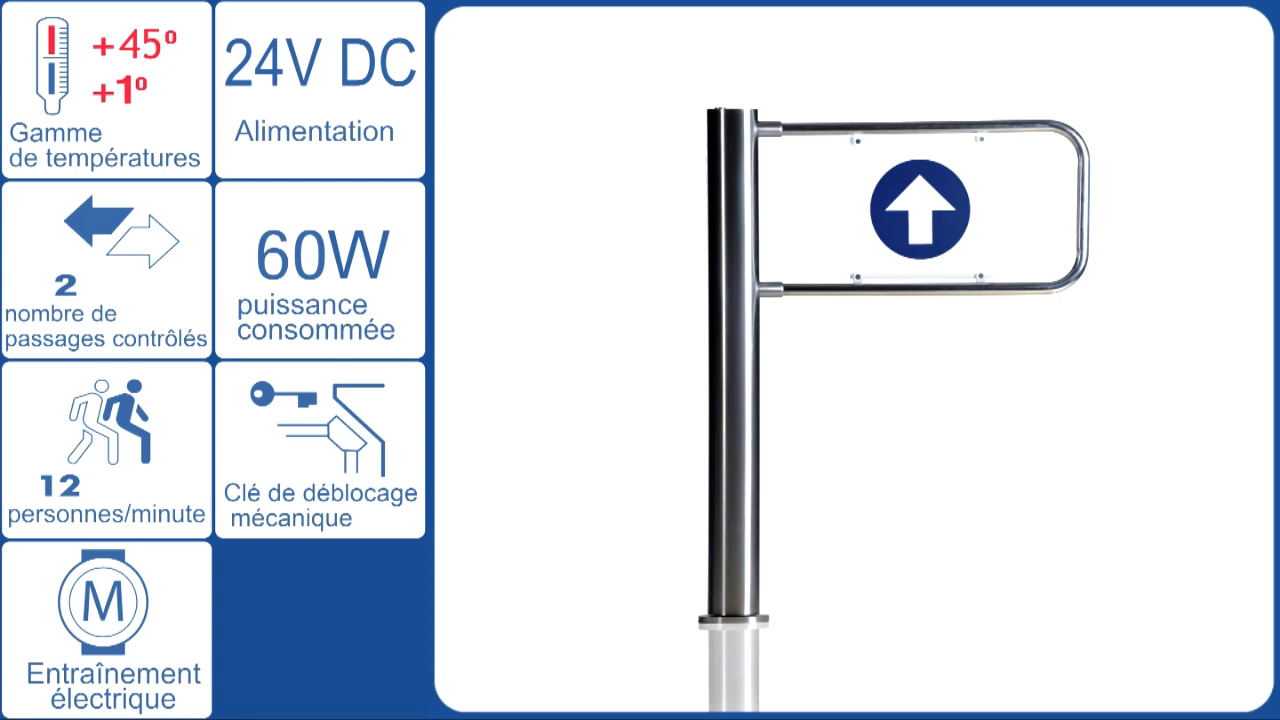 +45º
+1º
Gamme
de températures
24V DC
Alimentation
2
nombre de
passages contrôlés
60W
puissance
consommée
12
personnes/minute
Clé de déblocage
mécanique
M
Entraînement
électrique